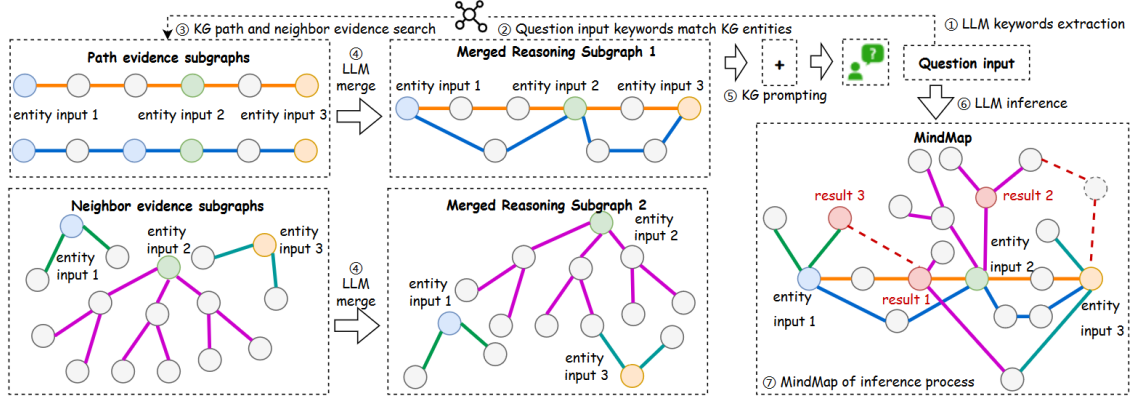 ① LLM keywords extraction
② Question input keywords match KG entities
③ KG path and neighbor evidence search
Path evidence subgraphs
entity input 1
entity input 2
entity input 3
④
LLM
merge
Merged Reasoning Subgraph 1
entity input 1
entity input 2
entity input 3
+
?
⑤ KG prompting
Question input
⑥ LLM inference
Neighbor evidence subgraphs
entity
input 1
entity
input 2
entity
input 3
④
LLM
merge
Merged Reasoning Subgraph 2
entity
input 1
entity
input 2
entity
input 3
MindMap
result 3
result 2
result 1
entity
input 1
entity
input 2
entity
input 3
⑦ MindMap of inference process